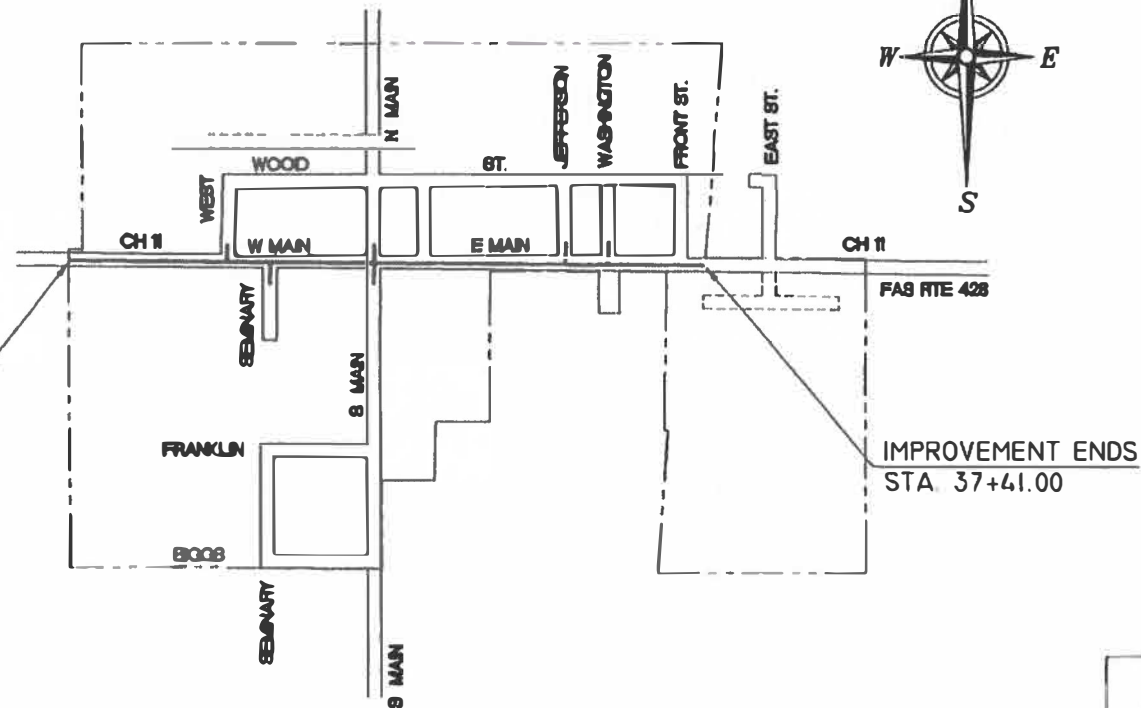 W
E
S
N MAIN
JEFFERSON
WASHINGTON
FRONT ST.
EAST ST.
WOOD
ST.
WEST
CH 11
W MAIN
E MAIN
CH 11
FAS RTE 428
SEMINARY
S MAIN
FRANKLIN
IMPROVEMENT ENDS
STA. 37+41.00
BIGGS
SEMINARY
S MAIN